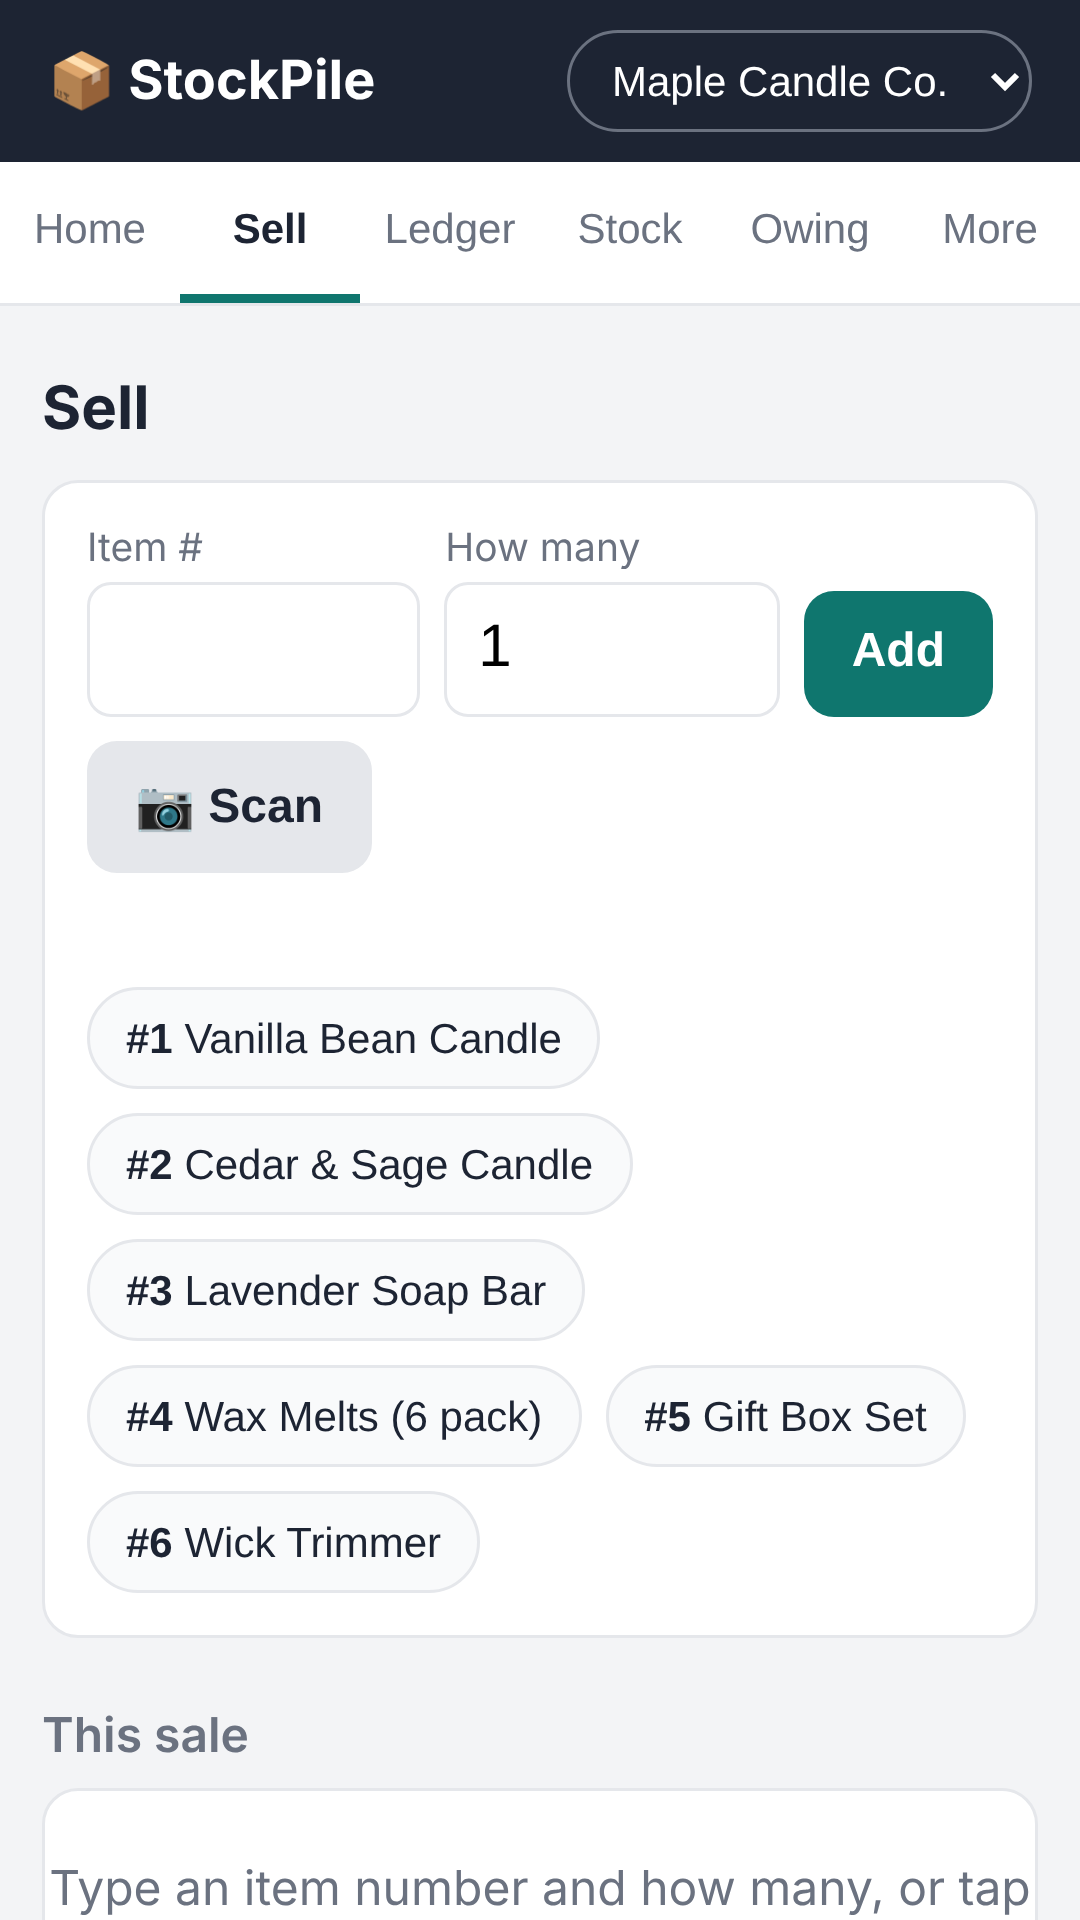 StockPile
Maple Candle Co.
Home Sell Ledger Stock Owing More
Sell
Item # How many
1 Add
Scan
#1 Vanilla Bean Candle
#2 Cedar & Sage Candle
#3 Lavender Soap Bar
#4 Wax Melts (6 pack) #5 Gift Box Set
#6 Wick Trimmer
This sale
Type an item number and how many, or tap